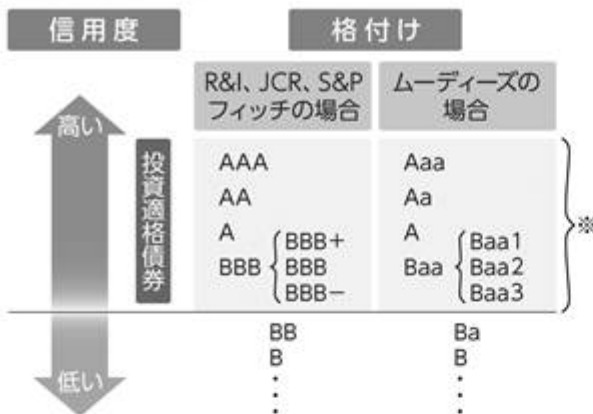 信用度
格付け
R&I、JCR、S&P
フィッチの場合
ムーディーズの
場合
高い
投資適格債券
AAA
AA
A
BBB
BBB+
BBB
BBB−
Aaa
Aa
A
Baa
Baa1
Baa2
Baa3
※
BB
B
・
・
・
Ba
B
・
・
・
低い